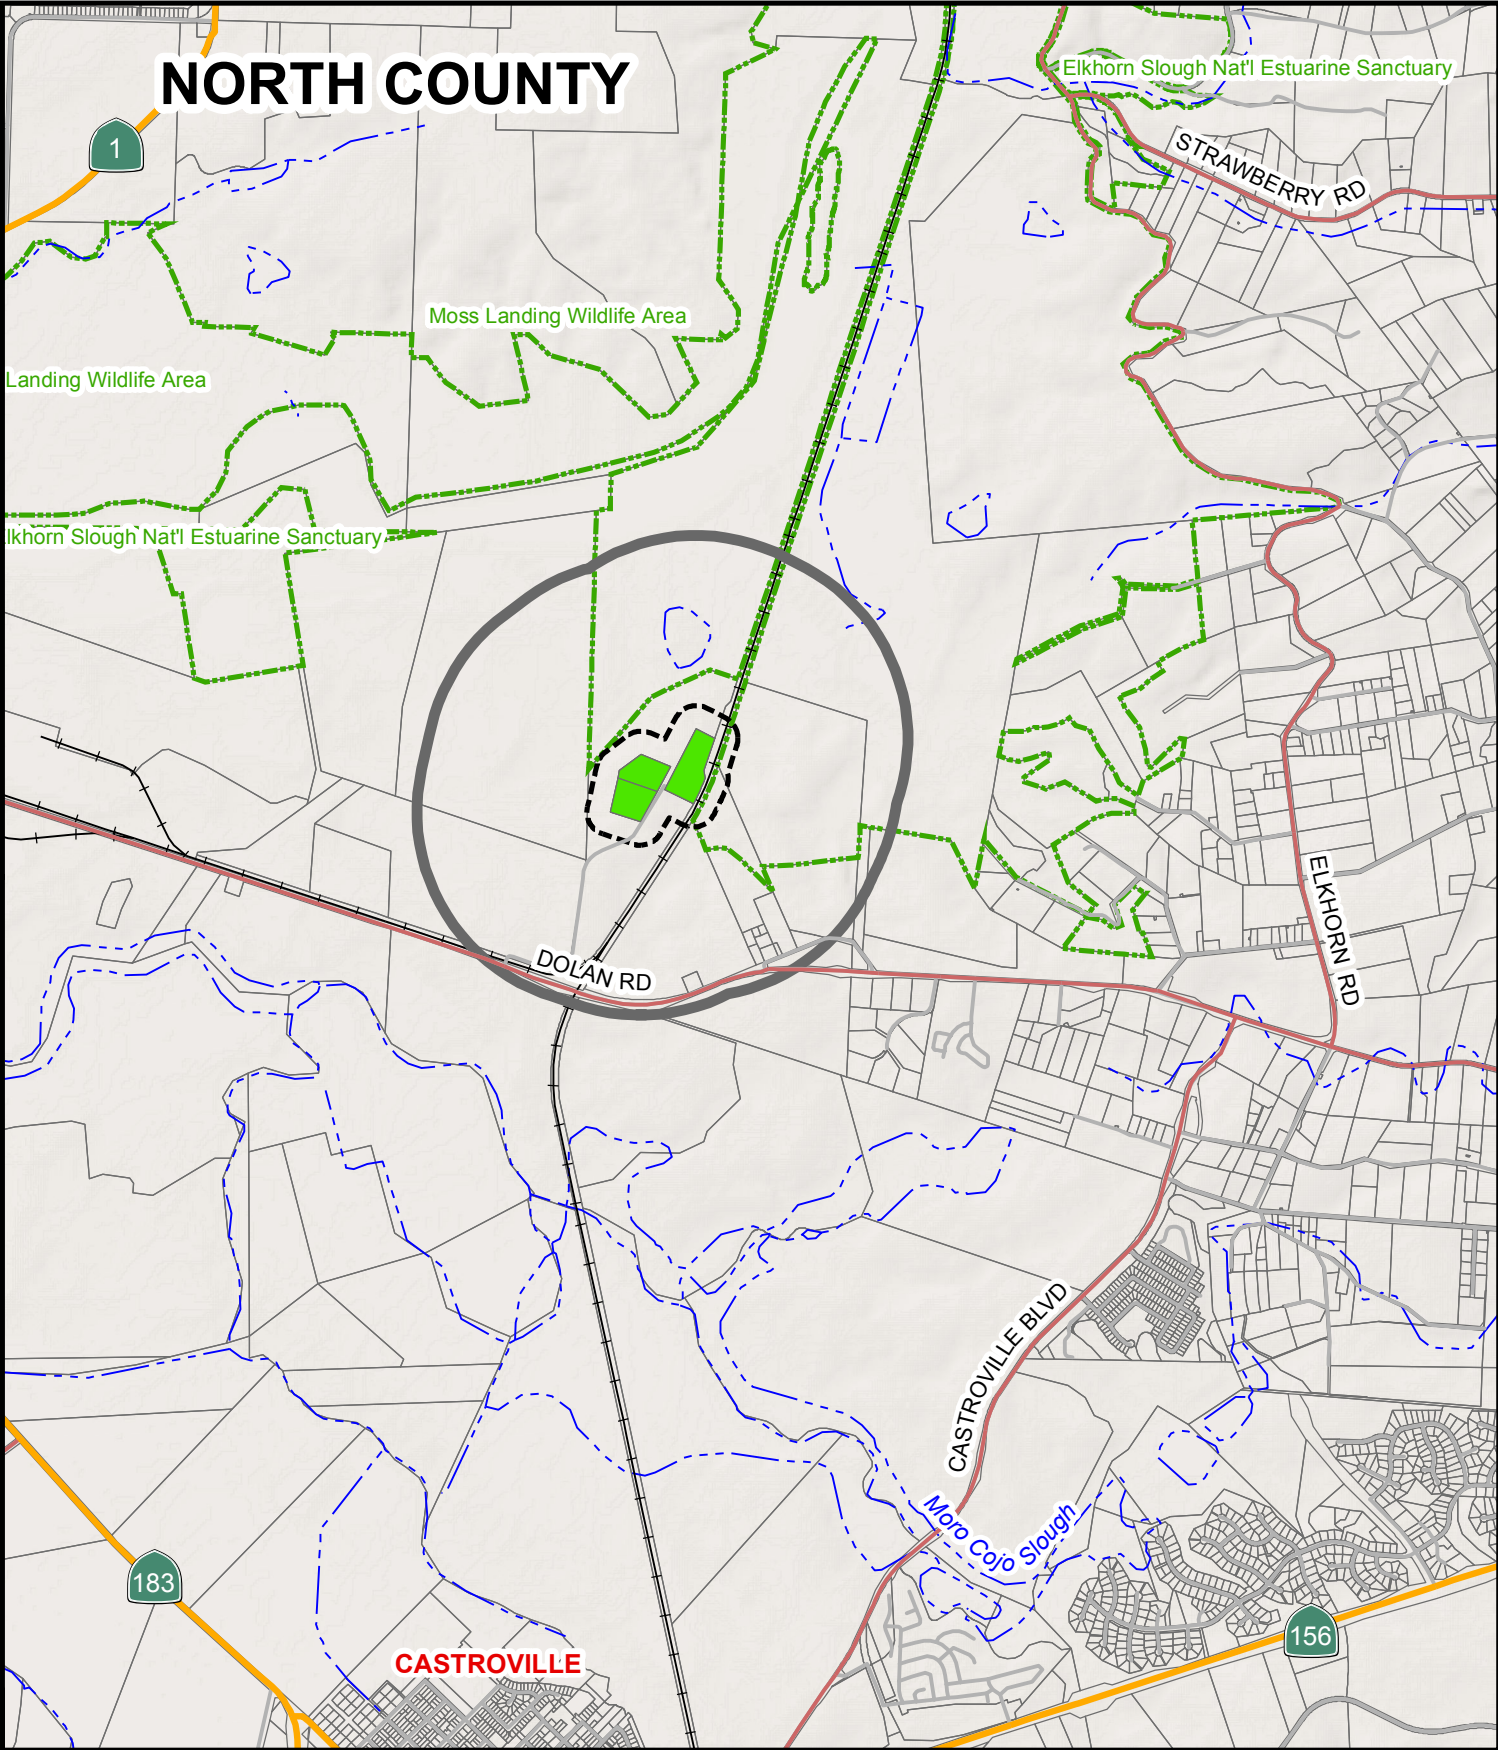 NORTH COUNTY
Elkhorn Slough Nat'l Estuarine Sanctuary
1
STRAWBERRY RD
Moss Landing Wildlife Area
Landing Wildlife Area
lkhorn Slough Nat'l Estuarine Sanctuary
ELKHORN RD
DOLAN RD
CASTROVILLE BLVD
Moro Cojo Slough
183
156
CASTROVILLE